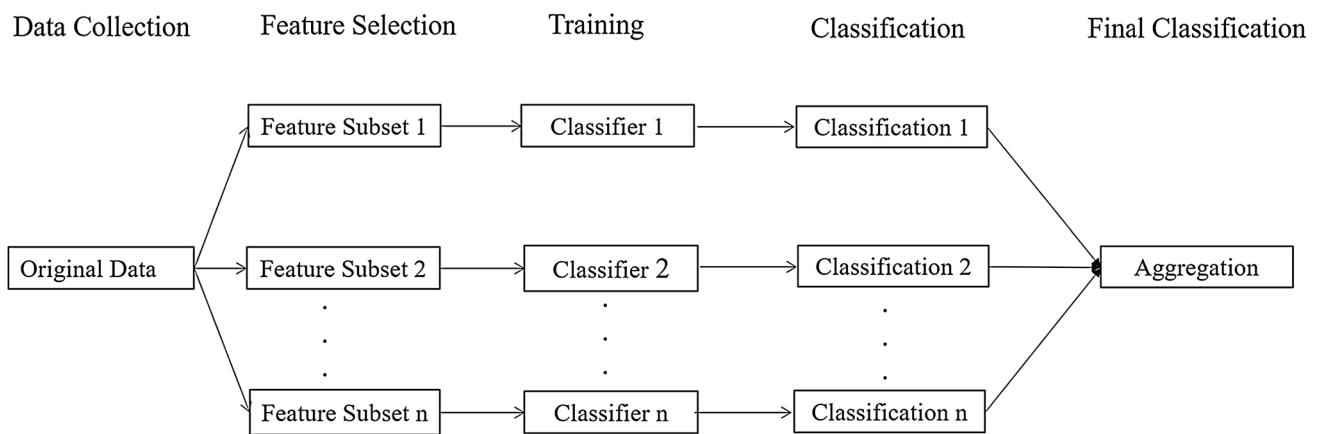 Data Collection
Feature Selection
Training
Classification
Final Classification
Feature Subset 1
Classifier 1
Classification 1
Original Data
Feature Subset 2
Classifier 2
Classification 2
Aggregation
Feature Subset n
Classifier n
Classification n